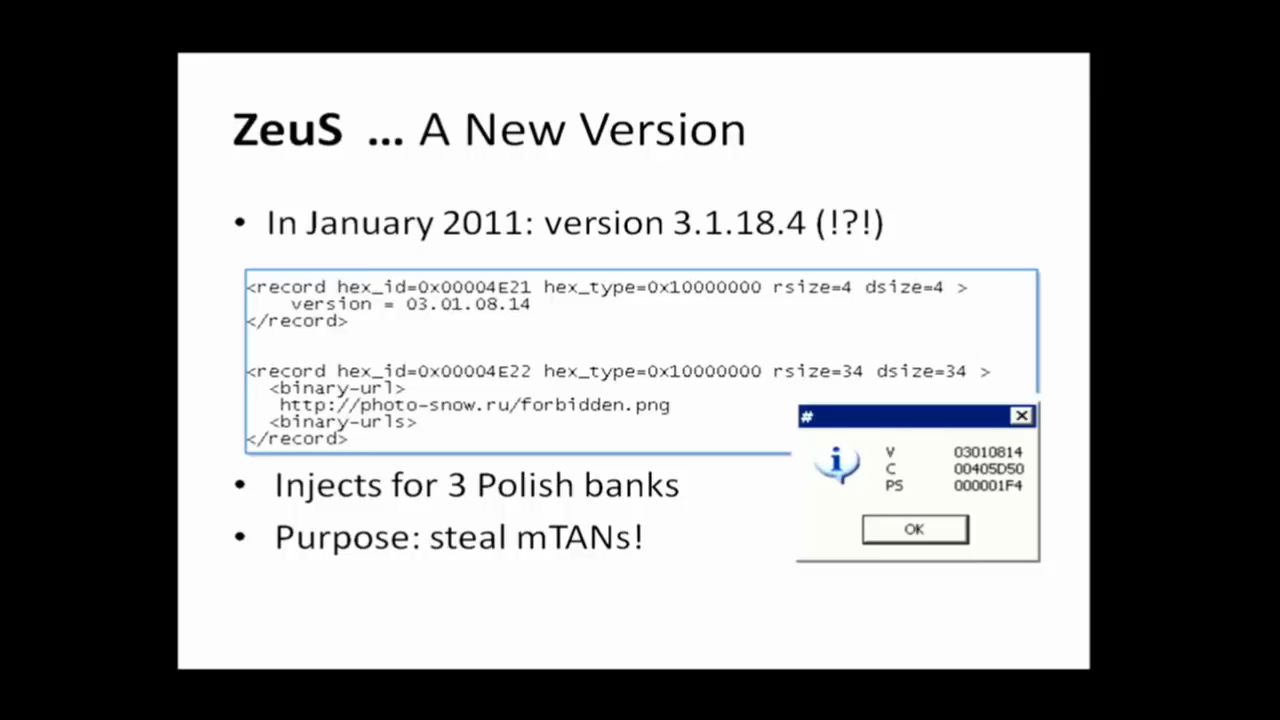 ZeuS … A New Version
• In January 2011: version 3.1.18.4 (!?!)
<record hex_id=0x00004E21 hex_type=0x10000000 rsize=4 dsize=4 >
version = 03.01.08.14
</record>
<record hex_id=0x00004E22 hex_type=0x10000000 rsize=34 dsize=34 >
<binary-url>
http://photo-snow.ru/forbidden.png
<binary-urls>
</record>
#
V 03010814
C 00405D50
PS 000001F4
OK
• Injects for 3 Polish banks
• Purpose: steal mTANs!